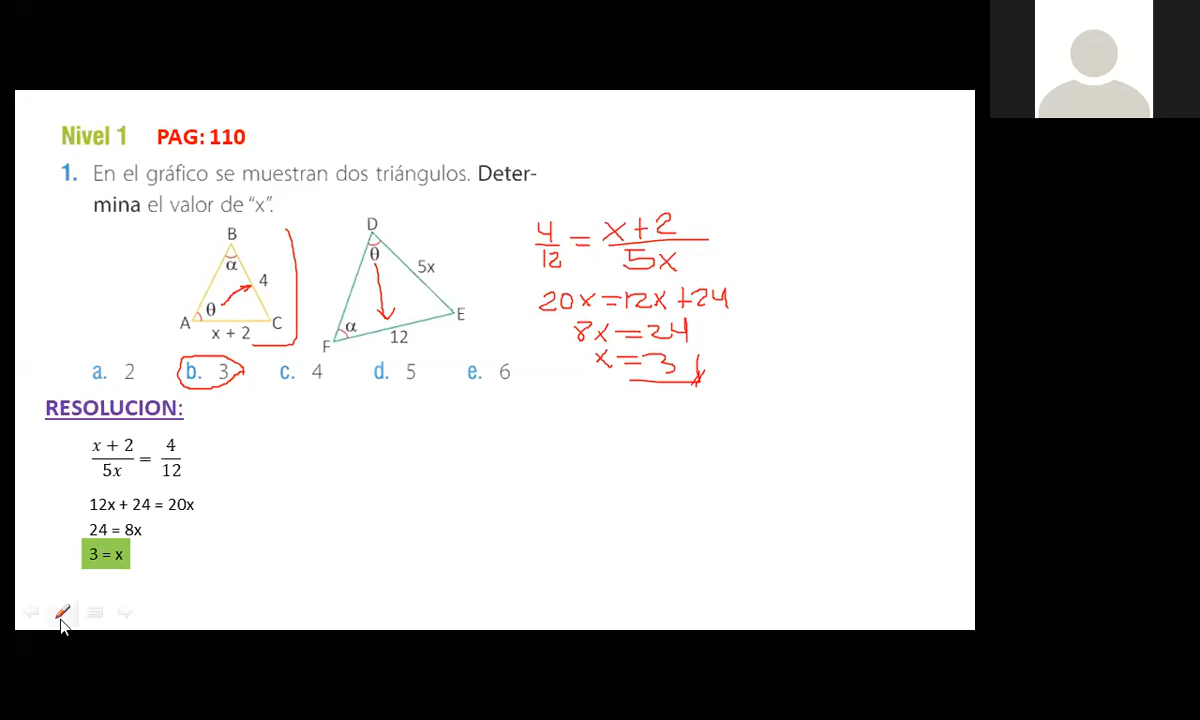 Nivel 1 PAG: 110
1. En el gráfico se muestran dos triángulos. Deter-
mina el valor de “x”.
B
α
4
θ
A
C
x + 2
D
θ
5x
E
α
12
F
4/12 = x+2/5x
20x=12x+24
8x=24
x=3
a. 2 b. 3 c. 4 d. 5 e. 6
RESOLUCION:
x + 2/5x = 4/12
12x + 24 = 20x
24 = 8x
3 = x